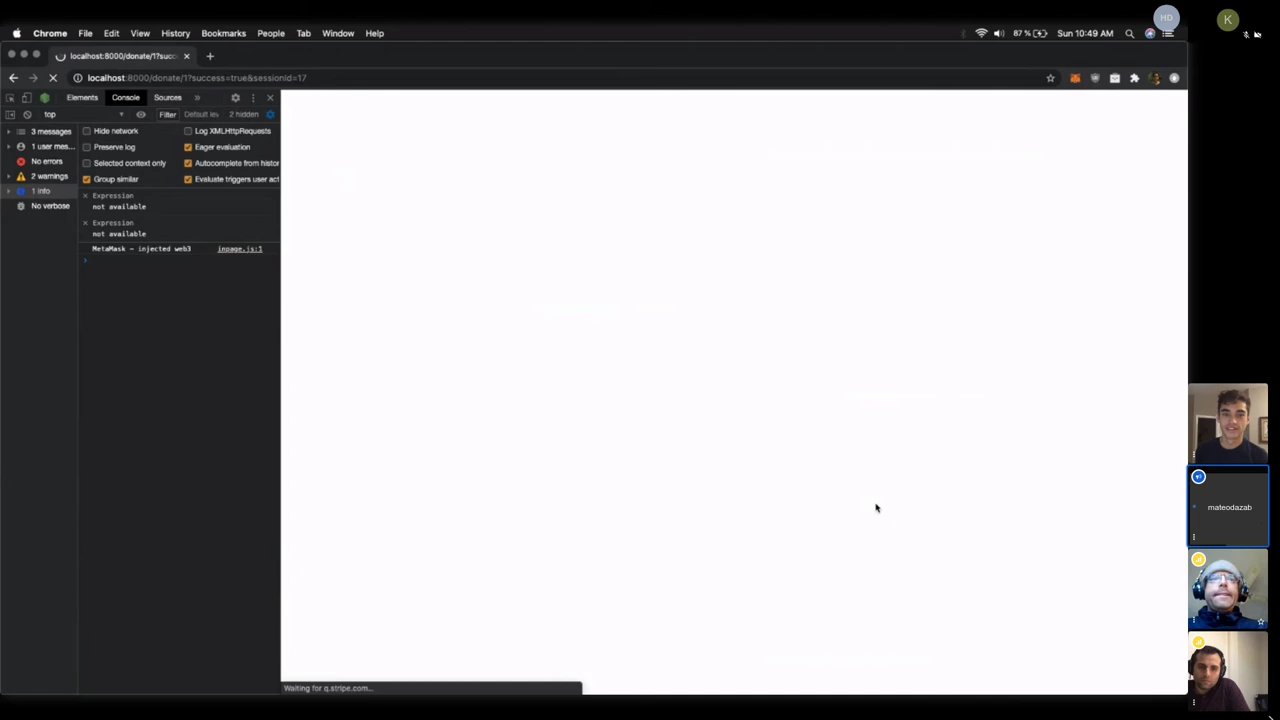 HD
K
Chrome File Edit View History Bookmarks People Tab Window Help
87 % Sun 10:49 AM
localhost:8000/donate/1?succ
localhost:8000/donate/1?success=true&sessionId=17
Elements Console Sources »
top Filter Default lev 2 hidden
3 messages
1 user mes...
No errors
2 warnings
1 info
No verbose
Hide network Log XMLHttpRequests
Preserve log Eager evaluation
Selected context only Autocomplete from histor
Group similar Evaluate triggers user act
Expression
not available
Expression
not available
MetaMask - injected web3 inpage.js:1
mateodazab
Waiting for q.stripe.com...